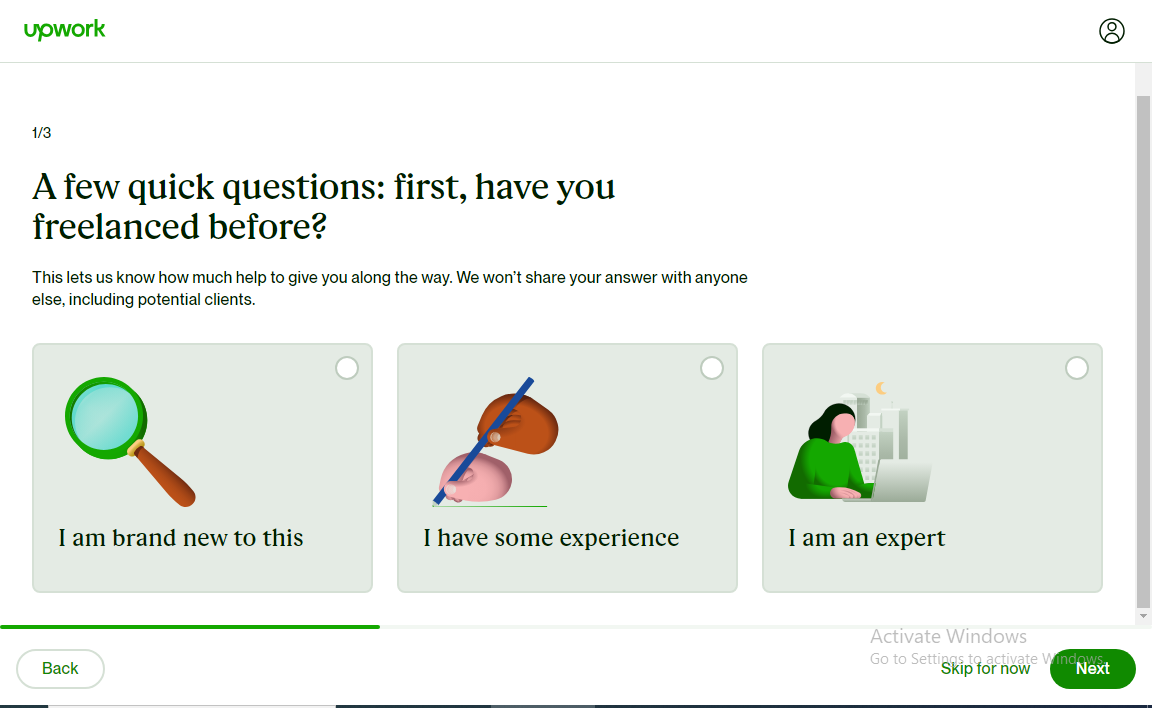 upwork
1/3
A few quick questions: first, have you
freelanced before?
This lets us know how much help to give you along the way. We won’t share your answer with anyone
else, including potential clients.
I am brand new to this
I have some experience
I am an expert
Activate Windows
Go to Settings to activate Windows.
Back
Skip for now
Next